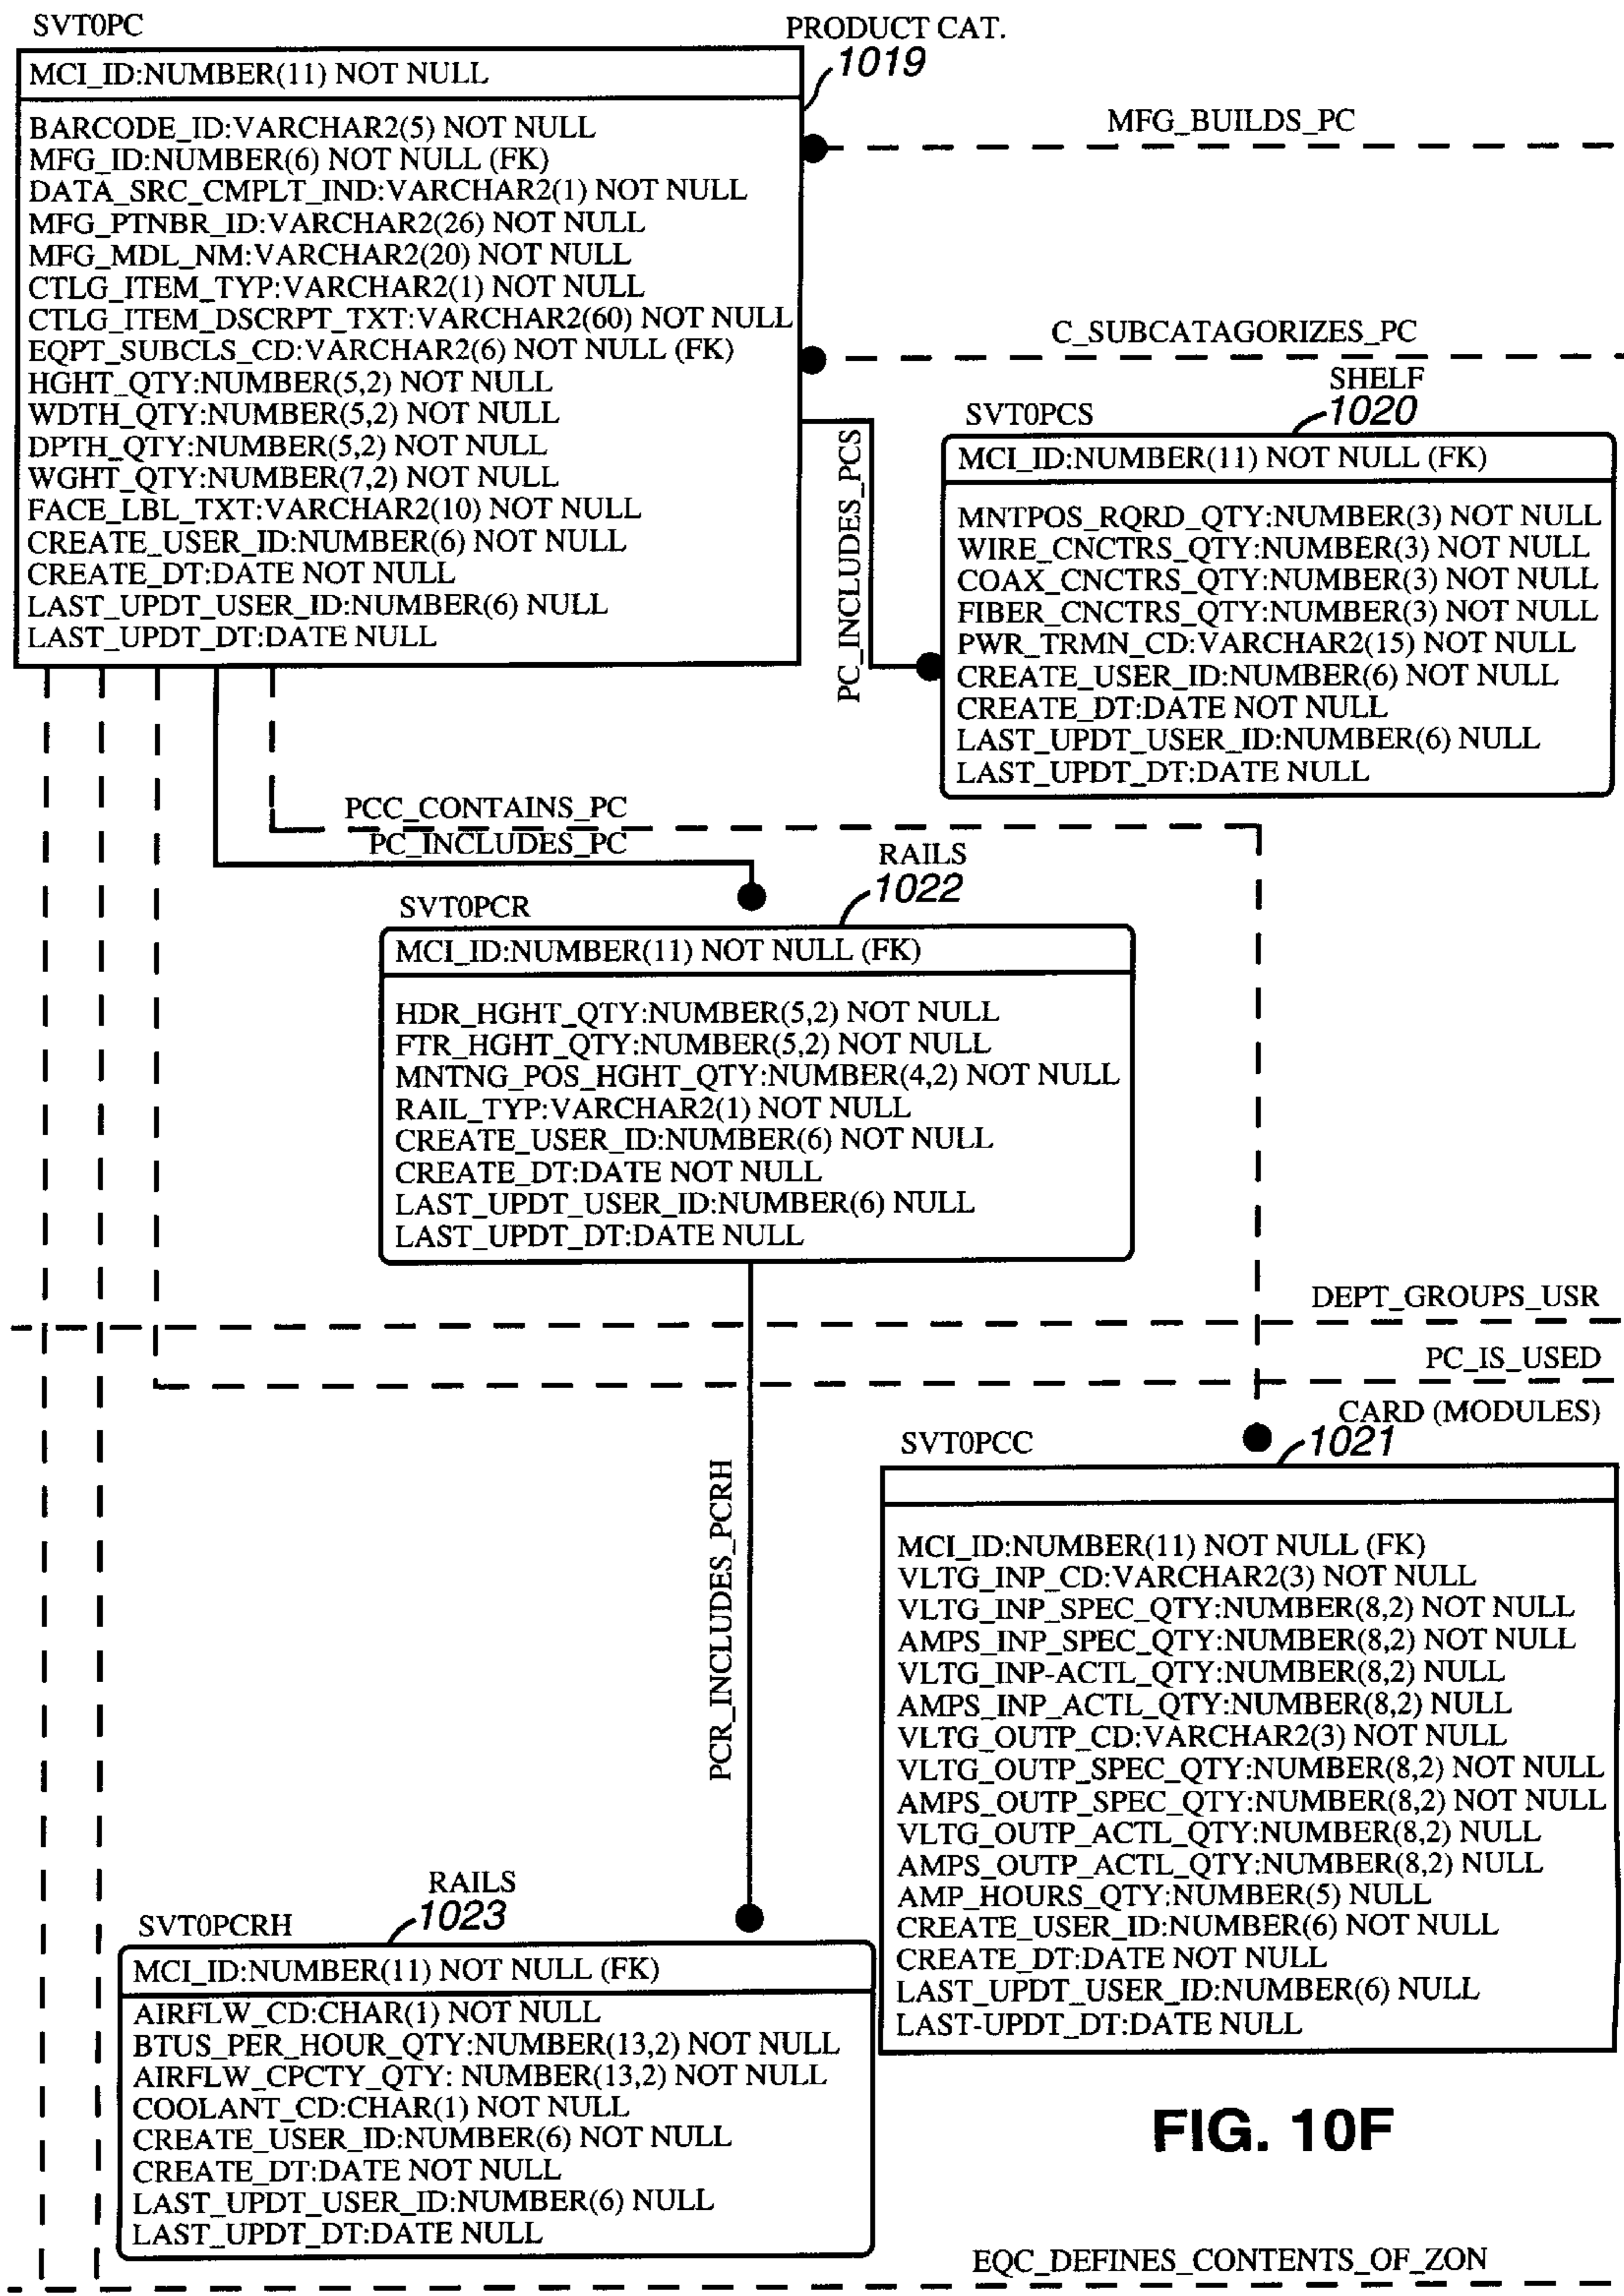 SVT0PC
PRODUCT CAT.
1019
MCI_ID:NUMBER(11) NOT NULL
BARCODE_ID:VARCHAR2(5) NOT NULL
MFG_ID:NUMBER(6) NOT NULL (FK)
DATA_SRC_CMPLT_IND:VARCHAR2(1) NOT NULL
MFG_PTNBR_ID:VARCHAR2(26) NOT NULL
MFG_MDL_NM:VARCHAR2(20) NOT NULL
CTLG_ITEM_TYP:VARCHAR2(1) NOT NULL
CTLG_ITEM_DSCRPT_TXT:VARCHAR2(60) NOT NULL
EQPT_SUBCLS_CD:VARCHAR2(6) NOT NULL (FK)
HGHT_QTY:NUMBER(5,2) NOT NULL
WDTH_QTY:NUMBER(5,2) NOT NULL
DPTH_QTY:NUMBER(5,2) NOT NULL
WGHT_QTY:NUMBER(7,2) NOT NULL
FACE_LBL_TXT:VARCHAR2(10) NOT NULL
CREATE_USER_ID:NUMBER(6) NOT NULL
CREATE_DT:DATE NOT NULL
LAST_UPDT_USER_ID:NUMBER(6) NULL
LAST_UPDT_DT:DATE NULL
MFG_BUILDS_PC
C_SUBCATAGORIZES_PC
PC_INCLUDES_PCS
SHELF
1020
SVT0PCS
MCI_ID:NUMBER(11) NOT NULL (FK)
MNTPOS_RQRD_QTY:NUMBER(3) NOT NULL
WIRE_CNCTRS_QTY:NUMBER(3) NOT NULL
COAX_CNCTRS_QTY:NUMBER(3) NOT NULL
FIBER_CNCTRS_QTY:NUMBER(3) NOT NULL
PWR_TRMN_CD:VARCHAR2(15) NOT NULL
CREATE_USER_ID:NUMBER(6) NOT NULL
CREATE_DT:DATE NOT NULL
LAST_UPDT_USER_ID:NUMBER(6) NULL
LAST_UPDT_DT:DATE NULL
PCC_CONTAINS_PC
PC_INCLUDES_PC
RAILS
1022
SVT0PCR
MCI_ID:NUMBER(11) NOT NULL (FK)
HDR_HGHT_QTY:NUMBER(5,2) NOT NULL
FTR_HGHT_QTY:NUMBER(5,2) NOT NULL
MNTNG_POS_HGHT_QTY:NUMBER(4,2) NOT NULL
RAIL_TYP:VARCHAR2(1) NOT NULL
CREATE_USER_ID:NUMBER(6) NOT NULL
CREATE_DT:DATE NOT NULL
LAST_UPDT_USER_ID:NUMBER(6) NULL
LAST_UPDT_DT:DATE NULL
DEPT_GROUPS_USR
PC_IS_USED
CARD (MODULES)
1021
SVT0PCC
MCI_ID:NUMBER(11) NOT NULL (FK)
VLTG_INP_CD:VARCHAR2(3) NOT NULL
VLTG_INP_SPEC_QTY:NUMBER(8,2) NOT NULL
AMPS_INP_SPEC_QTY:NUMBER(8,2) NOT NULL
VLTG_INP-ACTL_QTY:NUMBER(8,2) NULL
AMPS_INP_ACTL_QTY:NUMBER(8,2) NULL
VLTG_OUTP_CD:VARCHAR2(3) NOT NULL
VLTG_OUTP_SPEC_QTY:NUMBER(8,2) NOT NULL
AMPS_OUTP_SPEC_QTY:NUMBER(8,2) NOT NULL
VLTG_OUTP_ACTL_QTY:NUMBER(8,2) NULL
AMPS_OUTP_ACTL_QTY:NUMBER(8,2) NULL
AMP_HOURS_QTY:NUMBER(5) NULL
CREATE_USER_ID:NUMBER(6) NOT NULL
CREATE_DT:DATE NOT NULL
LAST_UPDT_USER_ID:NUMBER(6) NULL
LAST-UPDT_DT:DATE NULL
PCR_INCLUDES_PCRH
RAILS
1023
SVT0PCRH
MCI_ID:NUMBER(11) NOT NULL (FK)
AIRFLW_CD:CHAR(1) NOT NULL
BTUS_PER_HOUR_QTY:NUMBER(13,2) NOT NULL
AIRFLW_CPCTY_QTY: NUMBER(13,2) NOT NULL
COOLANT_CD:CHAR(1) NOT NULL
CREATE_USER_ID:NUMBER(6) NOT NULL
CREATE_DT:DATE NOT NULL
LAST_UPDT_USER_ID:NUMBER(6) NULL
LAST_UPDT_DT:DATE NULL
FIG. 10F
EQC_DEFINES_CONTENTS_OF_ZON